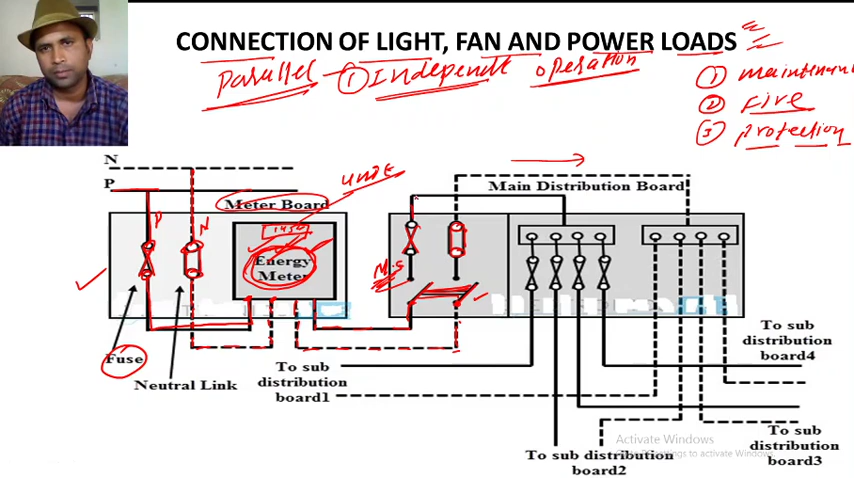 CONNECTION OF LIGHT, FAN AND POWER LOADS
Parallel - ① Independent operation
① maintenan
② Fire
③ protection
N
P
unit
Meter Board
Main Distribution Board
P
N
Energy
Meter
M.S
Fuse
Neutral Link
To sub
distribution
board1
To sub distribution
board2
To sub
distribution
board4
To sub
distribution
board3
Activate Windows